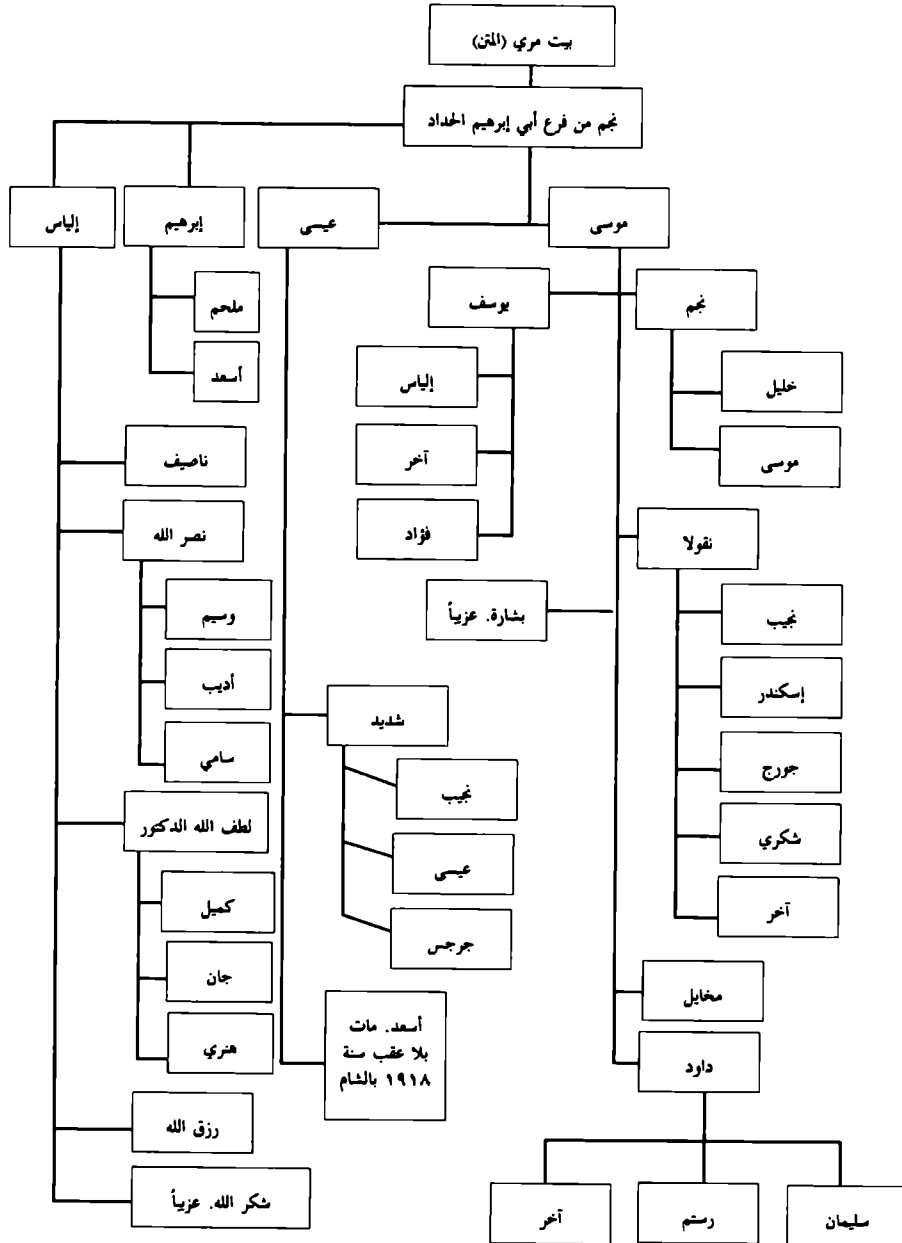 بيت مري (المتن)
نجم من فرع أبي إبرهيم الحداد
موسى
عيسى
إبرهيم
إلياس
نجم
خليل
موسى
يوسف
إلياس
آخر
فؤاد
نقولا
نجيب
إسكندر
جورج
شكري
آخر
بشارة. عزيباً
مخايل
داود
سليمان
رستم
آخر
شديد
نجيب
عيسى
جرجس
أسعد. مات
بلا عقب سنة
١٩١٨ بالشام
ملحم
أسعد
ناصيف
نصر الله
وسيم
أديب
سامي
لطف الله الدكتور
كميل
جان
هنري
رزق الله
شكر الله. عزيباً